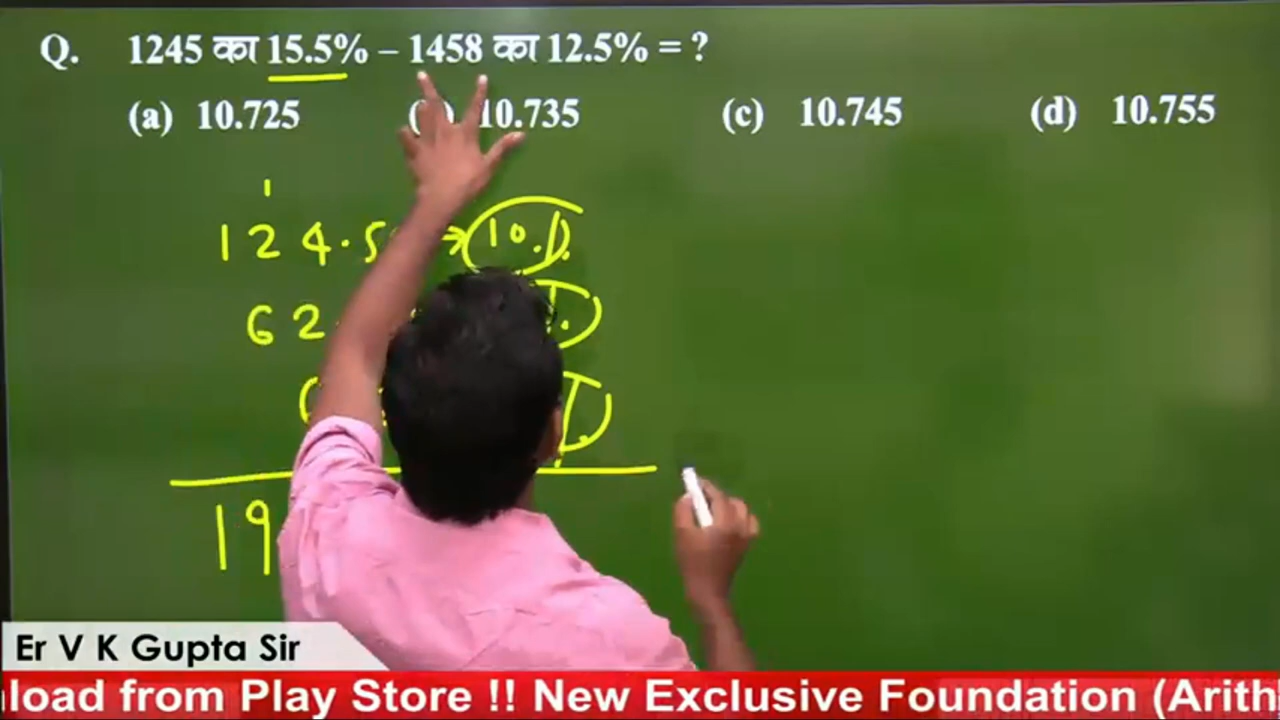 Q. 1245 का 15.5% – 1458 का 12.5% = ?
(a) 10.725 ( ) 10.735 (c) 10.745 (d) 10.755
1
124.5 → 10.
62.
19
Er V K Gupta Sir
load from Play Store !! New Exclusive Foundation (Arith